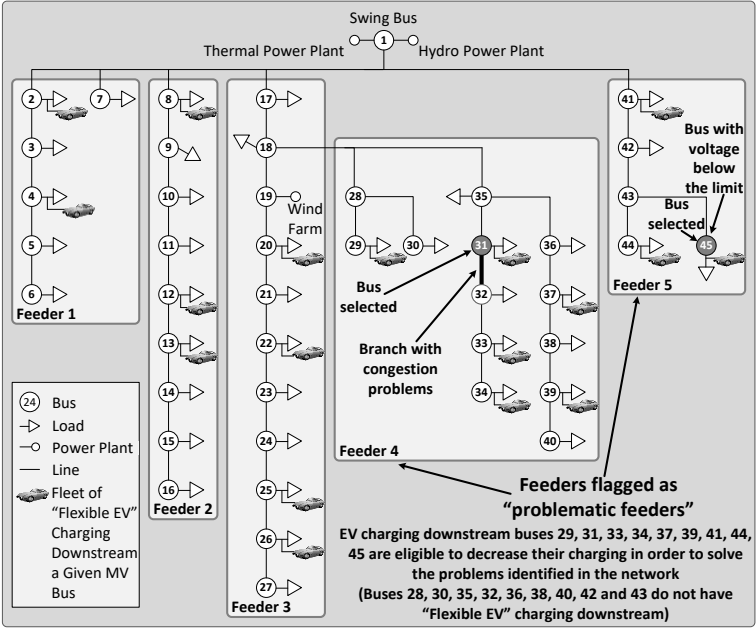 Swing Bus
Thermal Power Plant
1
Hydro Power Plant
2
7
3
4
5
6
Feeder 1
8
9
10
11
12
13
14
15
16
Feeder 2
17
18
19
Wind
Farm
20
21
22
23
24
25
26
27
Feeder 3
28
35
29
30
31
36
Bus
selected
32
37
Branch with
congestion
problems
33
38
34
39
40
Feeder 4
41
Bus with
voltage
below
the limit
42
43
Bus
selected
44
45
Feeder 5
24
Bus
Load
Power Plant
Line
Fleet of
“Flexible EV”
Charging
Downstream
a Given MV
Bus
Feeders flagged as
“problematic feeders”
EV charging downstream buses 29, 31, 33, 34, 37, 39, 41, 44,
45 are eligible to decrease their charging in order to solve
the problems identified in the network
(Buses 28, 30, 35, 32, 36, 38, 40, 42 and 43 do not have
“Flexible EV” charging downstream)